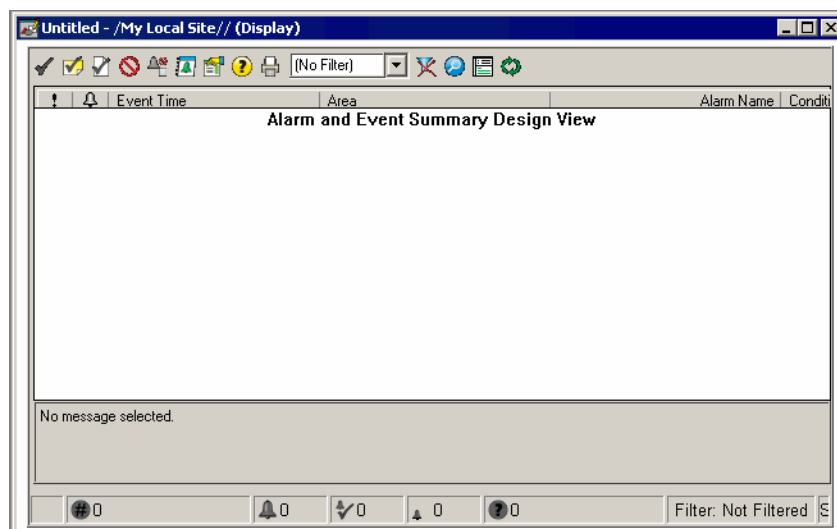 Untitled - /My Local Site// (Display)
(No Filter)
! Event Time Area Alarm Name Conditi
Alarm and Event Summary Design View
No message selected.
# 0 0 0 0 ? 0 Filter: Not Filtered S